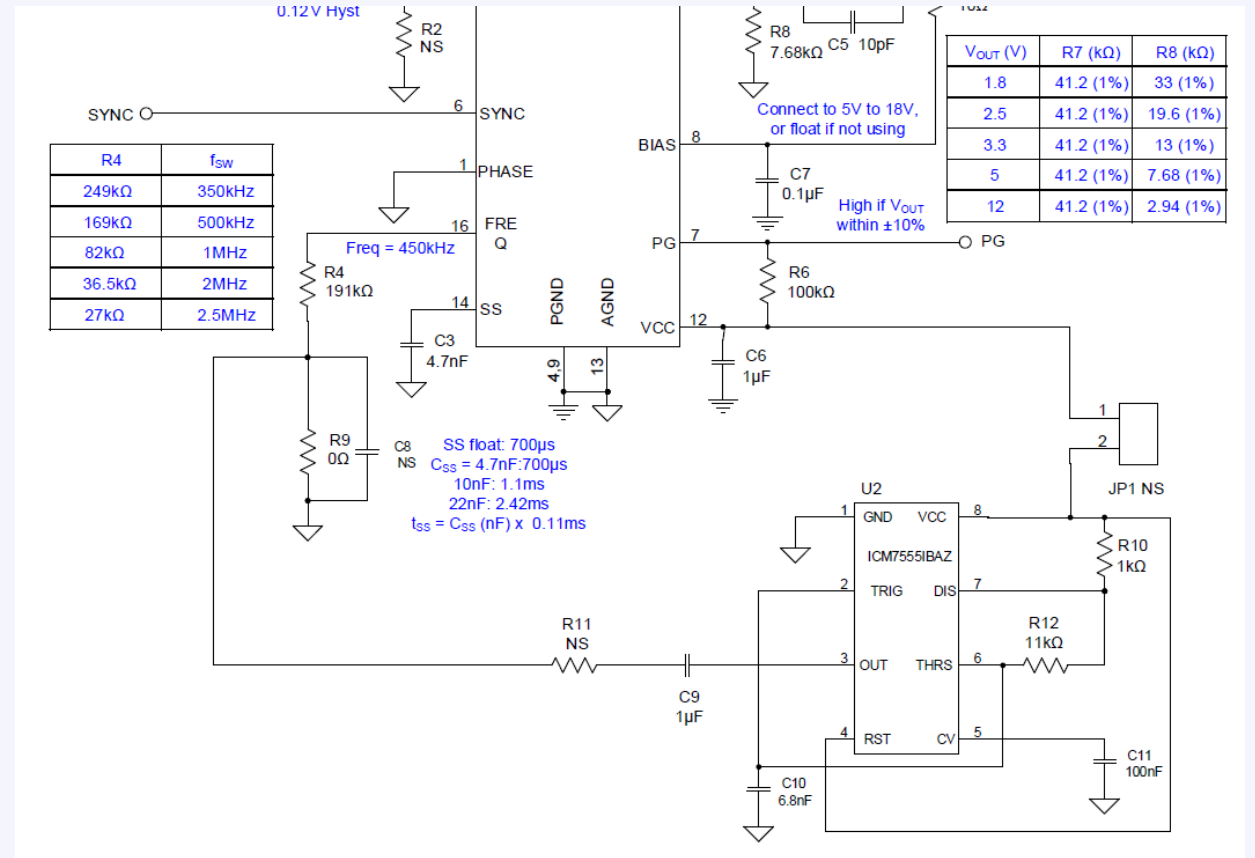 0.12V Hyst
R2
NS
R8
7.68kΩ
C5 10pF
SYNC
6
SYNC
Connect to 5V to 18V,
or float if not using
BIAS
8
V_OUT (V) R7 (kΩ) R8 (kΩ)
1.8 41.2 (1%) 33 (1%)
2.5 41.2 (1%) 19.6 (1%)
3.3 41.2 (1%) 13 (1%)
5 41.2 (1%) 7.68 (1%)
12 41.2 (1%) 2.94 (1%)
R4 f_SW
249kΩ 350kHz
169kΩ 500kHz
82kΩ 1MHz
36.5kΩ 2MHz
27kΩ 2.5MHz
1
PHASE
C7
0.1µF
High if V_OUT
within ±10%
16
FRE
Q
Freq = 450kHz
PG
7
PG
R4
191kΩ
R6
100kΩ
14
SS
PGND
AGND
VCC
12
C3
4.7nF
4,9
13
C6
1µF
R9
0Ω
C8
NS
SS float: 700µs
C_SS = 4.7nF:700µs
10nF: 1.1ms
22nF: 2.42ms
t_SS = C_SS (nF) x 0.11ms
1
2
JP1 NS
U2
1
GND
VCC
8
ICM7555IBAZ
R10
1kΩ
2
TRIG
DIS
7
R11
NS
R12
11kΩ
3
OUT
THRS
6
C9
1µF
4
RST
CV
5
C11
100nF
C10
6.8nF